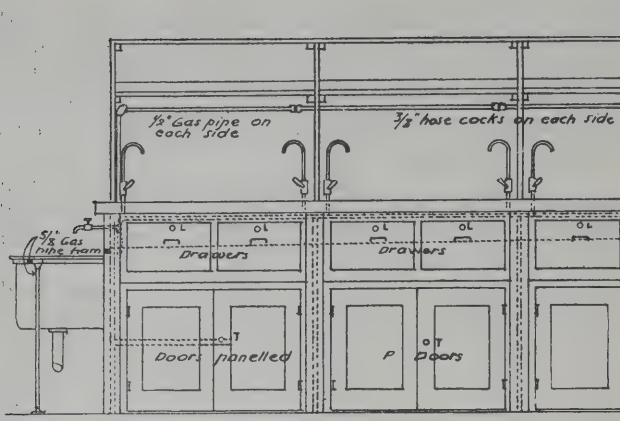 1/2" Gas pipe on
each side
3/8" hose cocks on each side
5/8" Gas
pipe fram
L
L
L
L
L
Drawers
Drawers
T
Doors panelled
T
P Doors